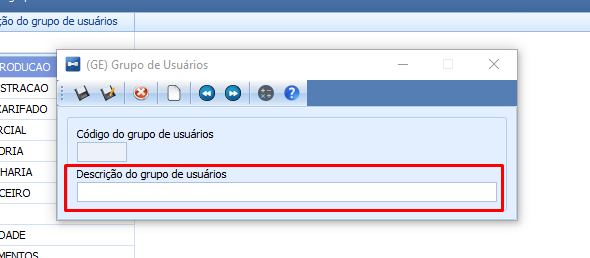 ção do grupo de usuários
RODUCAO
STRACAO
XARIFADO
RCIAL
ORIA
HARIA
CEIRO
DADE
MENTOS
(GE) Grupo de Usuários
Código do grupo de usuários
Descrição do grupo de usuários